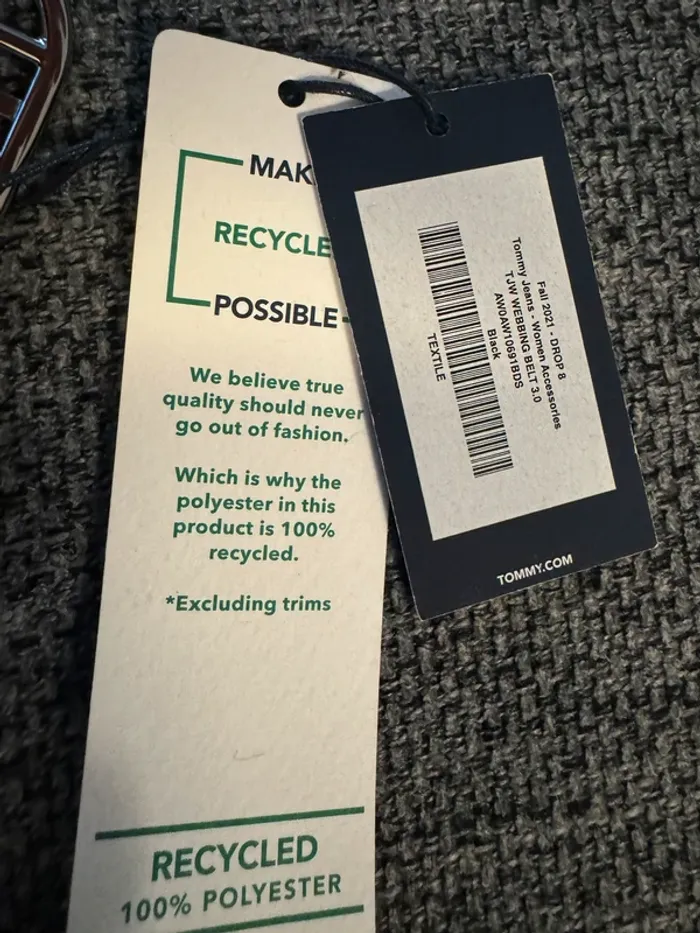 MAK
RECYCLE
POSSIBLE
We believe true
quality should never
go out of fashion.
Which is why the
polyester in this
product is 100%
recycled.
*Excluding trims
RECYCLED
100% POLYESTER
Fall 2021 - DROP 8
Tommy Jeans - Women Accessories
TJW WEBBING BELT 3.0
AW0AW10691BDS
Black
TEXTILE
TOMMY.COM